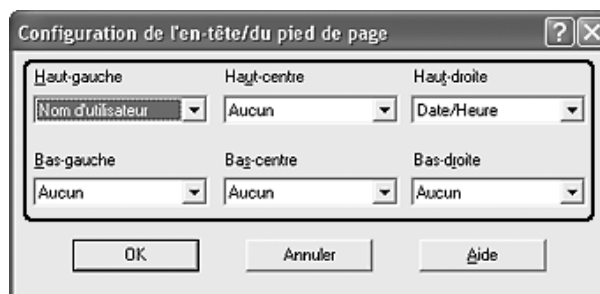 Configuration de l'en-tête/du pied de page
Haut-gauche Haut-centre Haut-droite
Nom d'utilisateur Aucun Date/Heure
Bas-gauche Bas-centre Bas-droite
Aucun Aucun Aucun
OK Annuler Aide